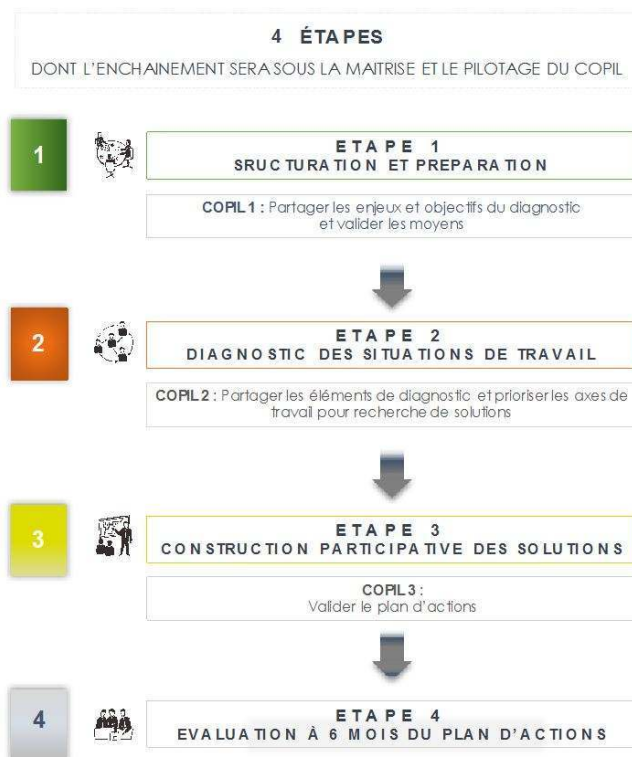 4 ÉTAPES
DONT L'ENCHAINEMENT SERA SOUS LA MAITRISE ET LE PILOTAGE DU COPIL
1
ETAPE 1
SRUCTURATION ET PREPARATION
COPIL 1 : Partager les enjeux et objectifs du diagnostic
et valider les moyens
2
ETAPE 2
DIAGNOSTIC DES SITUATIONS DE TRAVAIL
COPIL 2 : Partager les éléments de diagnostic et prioriser les axes de
travail pour recherche de solutions
3
ETAPE 3
CONSTRUCTION PARTICIPATIVE DES SOLUTIONS
COPIL 3 :
Valider le plan d'actions
4
ETAPE 4
EVALUATION À 6 MOIS DU PLAN D'ACTIONS